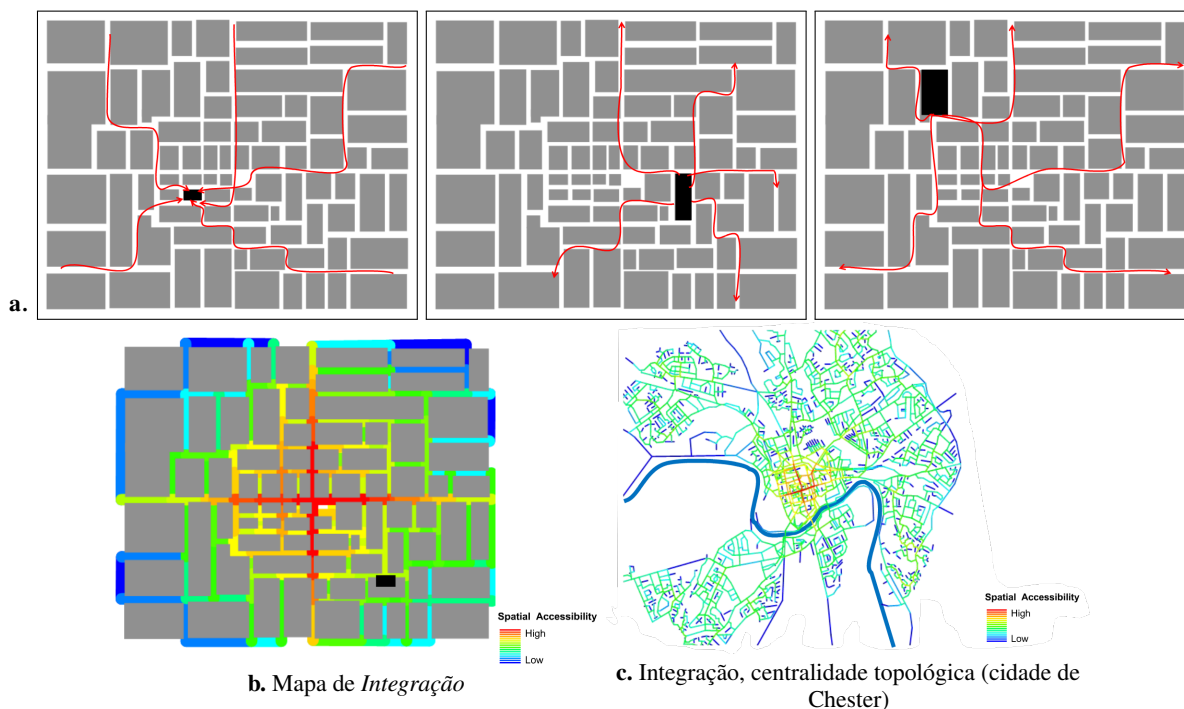 a.
Spatial Accessibility
High
Low
b. Mapa de Integração
Spatial Accessibility
High
Low
c. Integração, centralidade topológica (cidade de
Chester)